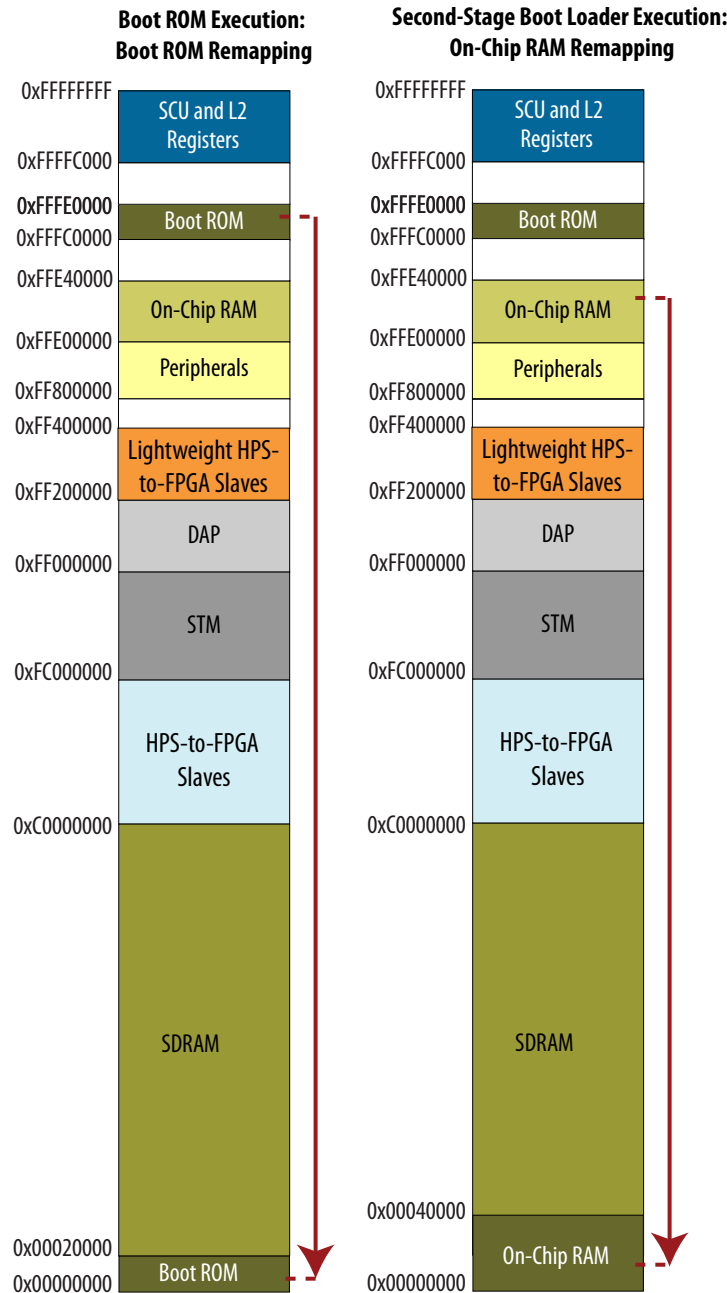 Boot ROM Execution:
Boot ROM Remapping
0xFFFFFFFF
SCU and L2
Registers
0xFFFFC000
0xFFFE0000
Boot ROM
0xFFFC0000
0xFFE40000
On-Chip RAM
0xFFE00000
Peripherals
0xFF800000
0xFF400000
Lightweight HPS-
to-FPGA Slaves
0xFF200000
DAP
0xFF000000
STM
0xFC000000
HPS-to-FPGA
Slaves
0xC0000000
SDRAM
0x00020000
Boot ROM
0x00000000
Second-Stage Boot Loader Execution:
On-Chip RAM Remapping
0xFFFFFFFF
SCU and L2
Registers
0xFFFFC000
0xFFFE0000
Boot ROM
0xFFFC0000
0xFFE40000
On-Chip RAM
0xFFE00000
Peripherals
0xFF800000
0xFF400000
Lightweight HPS-
to-FPGA Slaves
0xFF200000
DAP
0xFF000000
STM
0xFC000000
HPS-to-FPGA
Slaves
0xC0000000
SDRAM
0x00040000
On-Chip RAM
0x00000000